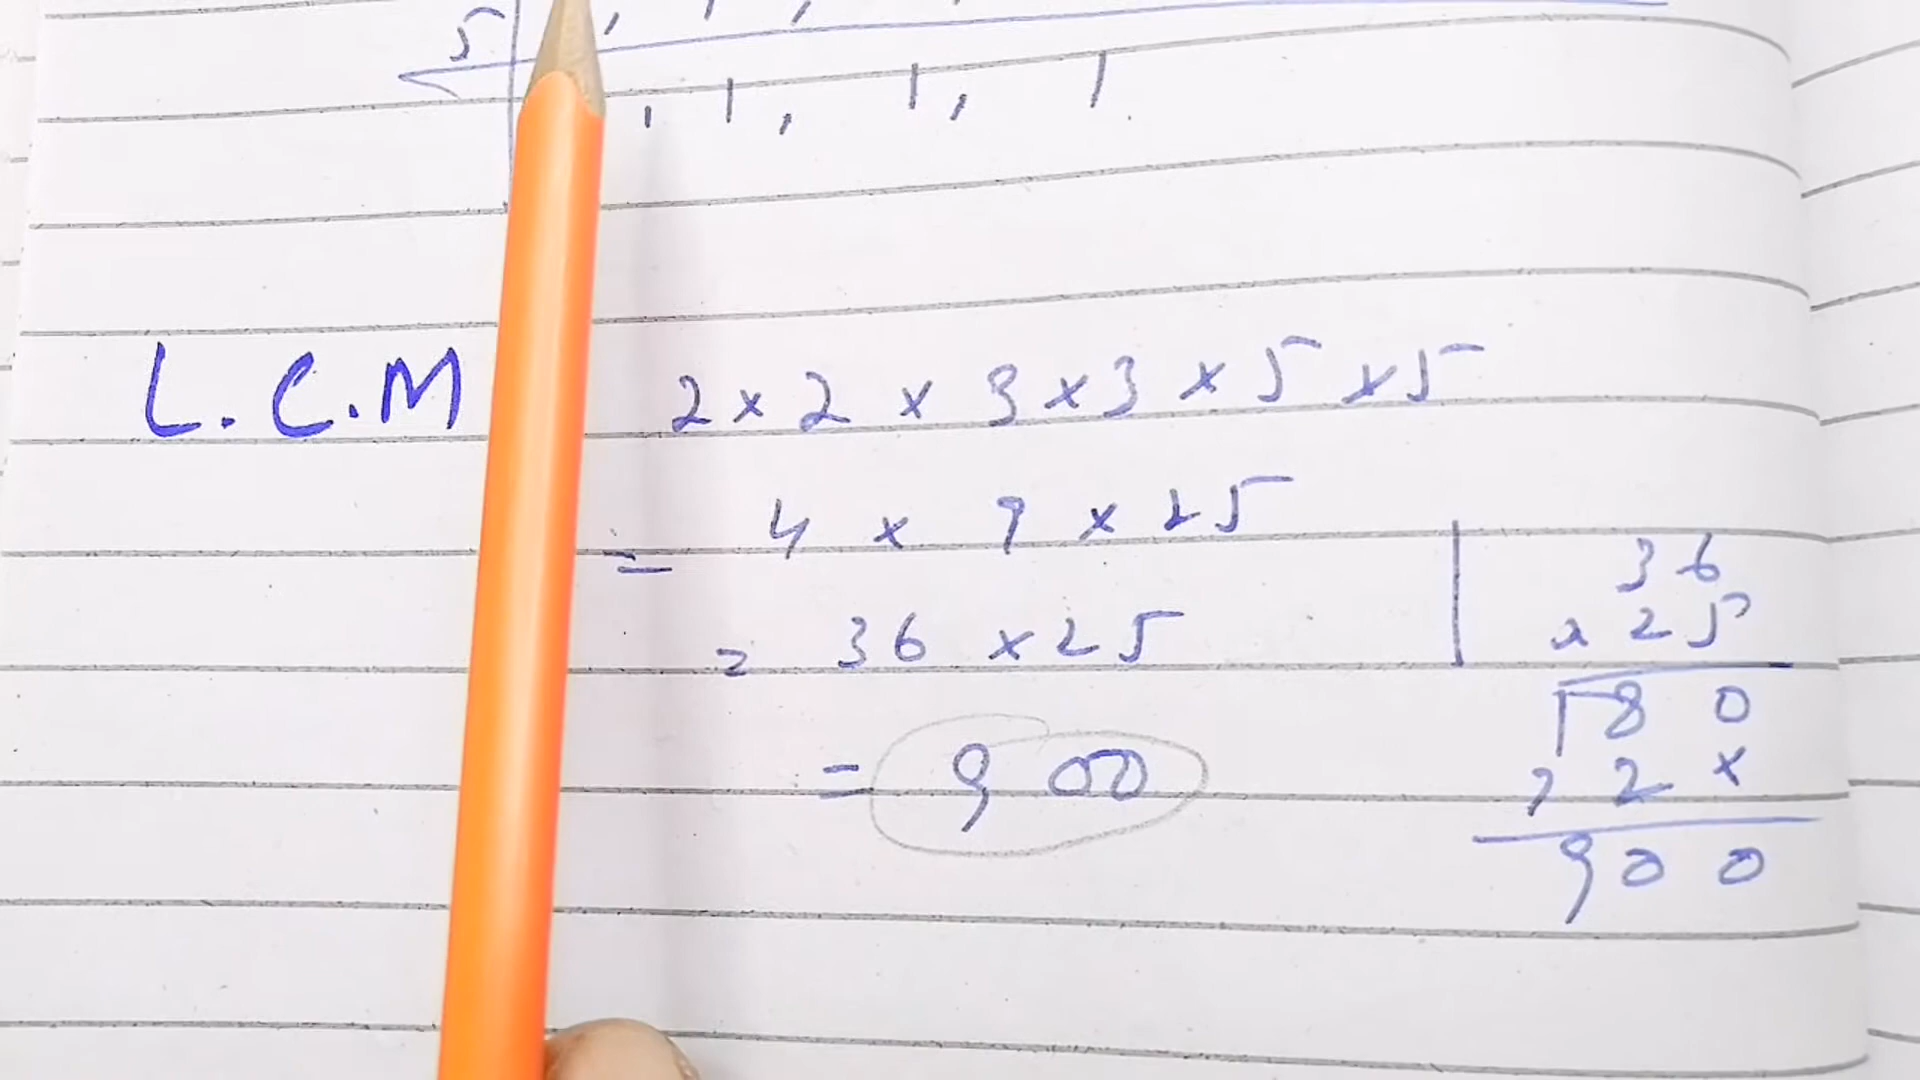 5
, 1, 1, 1
L.C.M 2 x 2 x 3 x 3 x 5 x 5
= 4 x 9 x 25
= 36 x 25
= 900
36
x 25
180
72 x
900